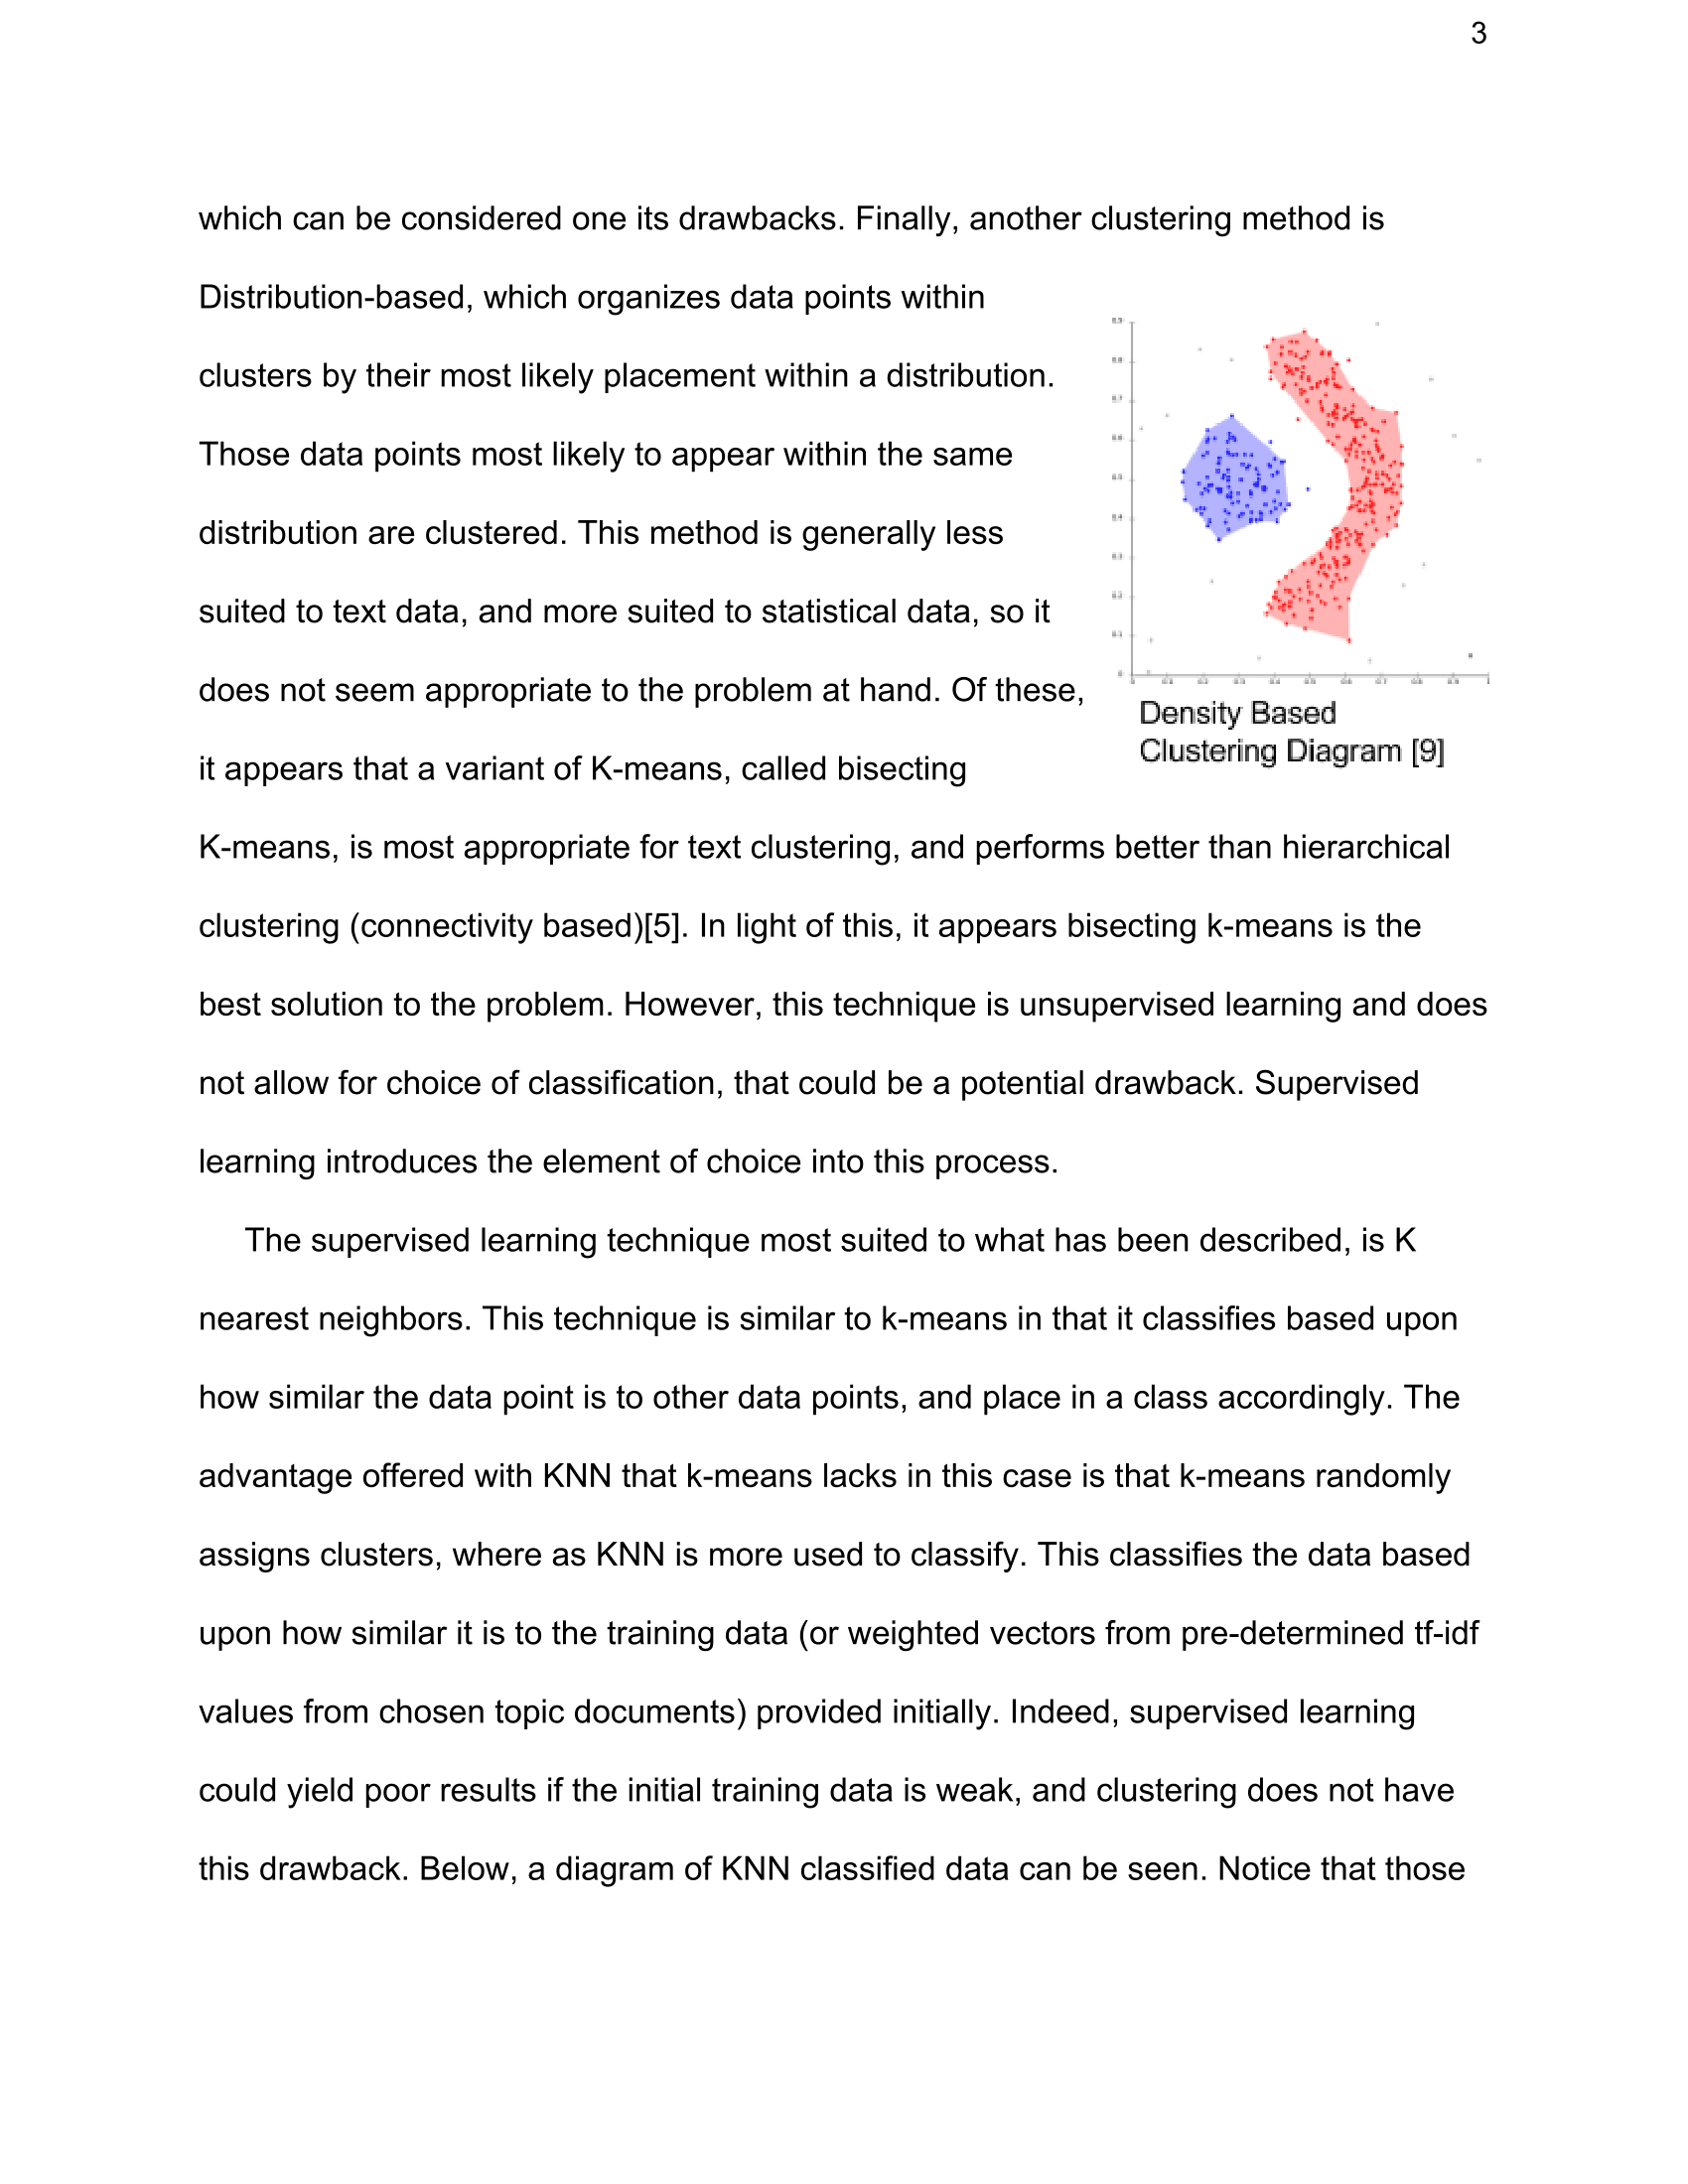 3
which can be considered one its drawbacks. Finally, another clustering method is
Distribution-based, which organizes data points within
clusters by their most likely placement within a distribution.
Those data points most likely to appear within the same
distribution are clustered. This method is generally less
suited to text data, and more suited to statistical data, so it
does not seem appropriate to the problem at hand. Of these,
it appears that a variant of K-means, called bisecting
Density Based
Clustering Diagram [9]
K-means, is most appropriate for text clustering, and performs better than hierarchical
clustering (connectivity based)[5]. In light of this, it appears bisecting k-means is the
best solution to the problem. However, this technique is unsupervised learning and does
not allow for choice of classification, that could be a potential drawback. Supervised
learning introduces the element of choice into this process.
The supervised learning technique most suited to what has been described, is K
nearest neighbors. This technique is similar to k-means in that it classifies based upon
how similar the data point is to other data points, and place in a class accordingly. The
advantage offered with KNN that k-means lacks in this case is that k-means randomly
assigns clusters, where as KNN is more used to classify. This classifies the data based
upon how similar it is to the training data (or weighted vectors from pre-determined tf-idf
values from chosen topic documents) provided initially. Indeed, supervised learning
could yield poor results if the initial training data is weak, and clustering does not have
this drawback. Below, a diagram of KNN classified data can be seen. Notice that those